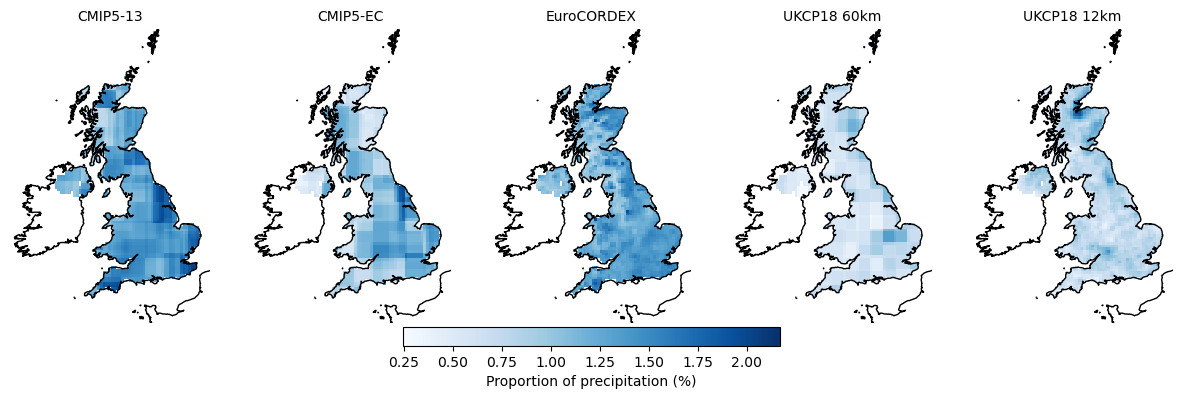 CMIP5-13 CMIP5-EC EuroCORDEX UKCP18 60km UKCP18 12km
0.25 0.50 0.75 1.00 1.25 1.50 1.75 2.00
Proportion of precipitation (%)